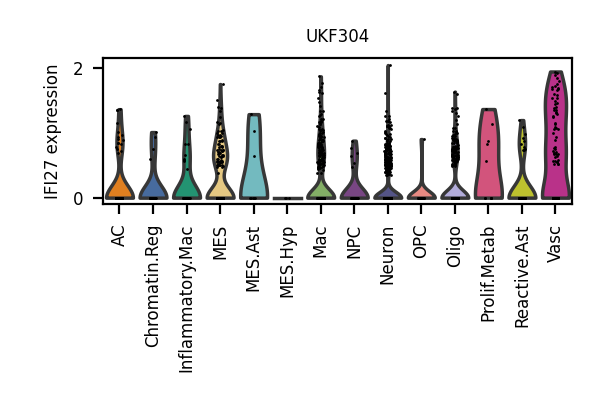 UKF304
IFI27 expression
2
0
AC
Chromatin.Reg
Inflammatory.Mac
MES
MES.Ast
MES.Hyp
Mac
NPC
Neuron
OPC
Oligo
Prolif.Metab
Reactive.Ast
Vasc